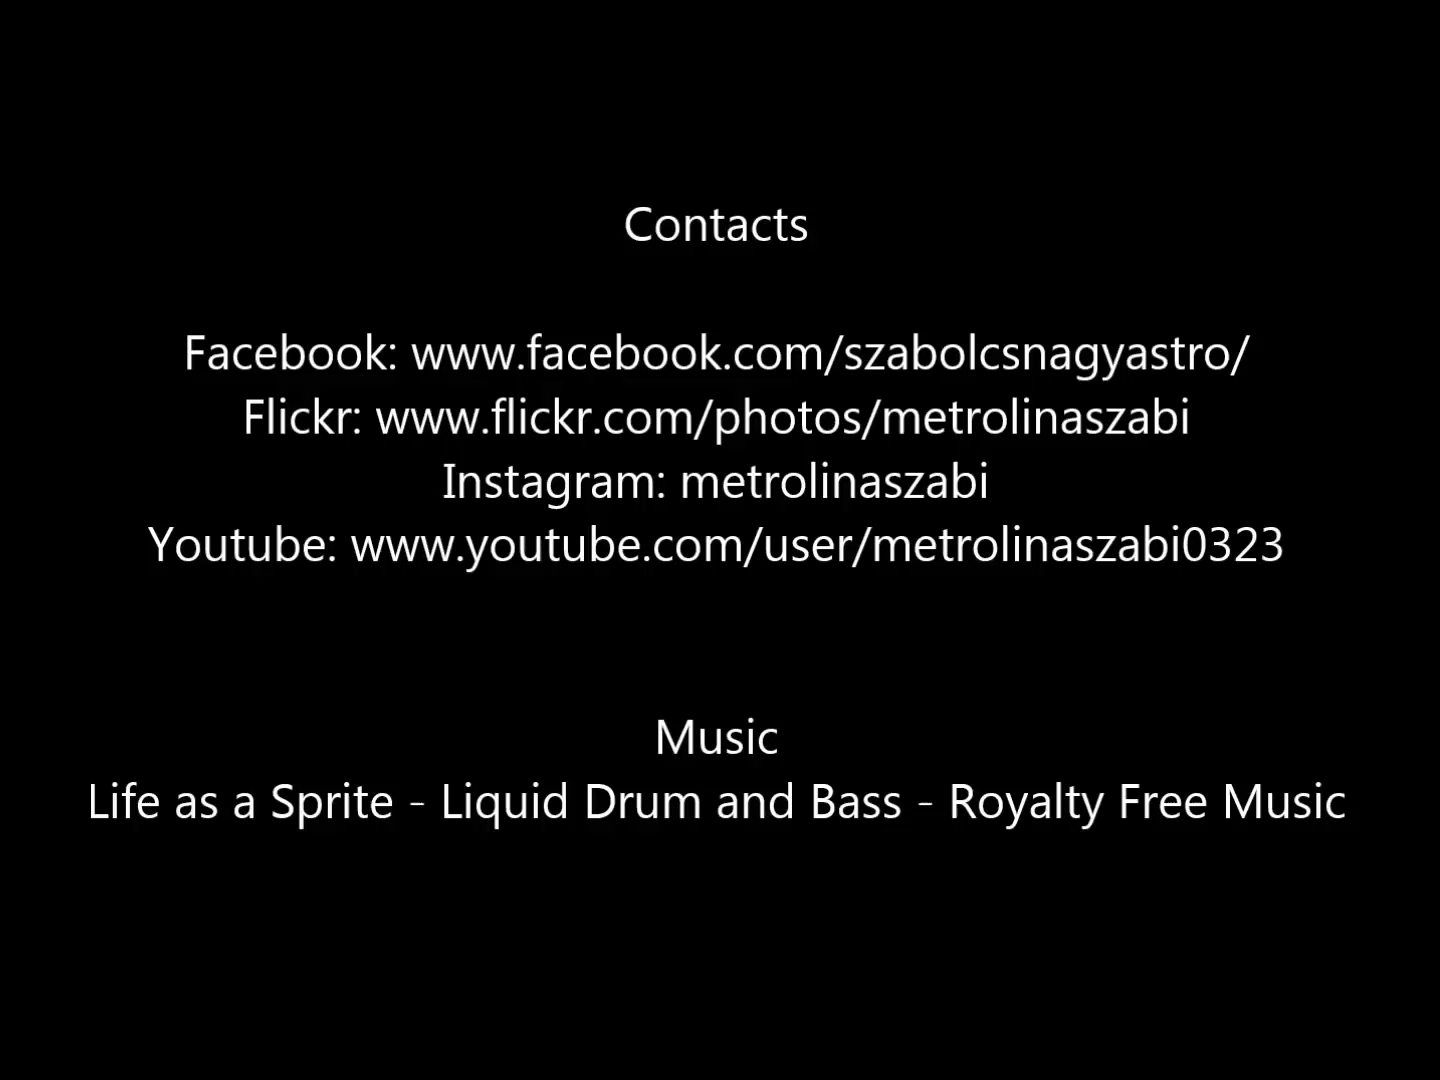 Contacts
Facebook: www.facebook.com/szabolcsnagyastro/
Flickr: www.flickr.com/photos/metrolinaszabi
Instagram: metrolinaszabi
Youtube: www.youtube.com/user/metrolinaszabi0323
Music
Life as a Sprite - Liquid Drum and Bass - Royalty Free Music